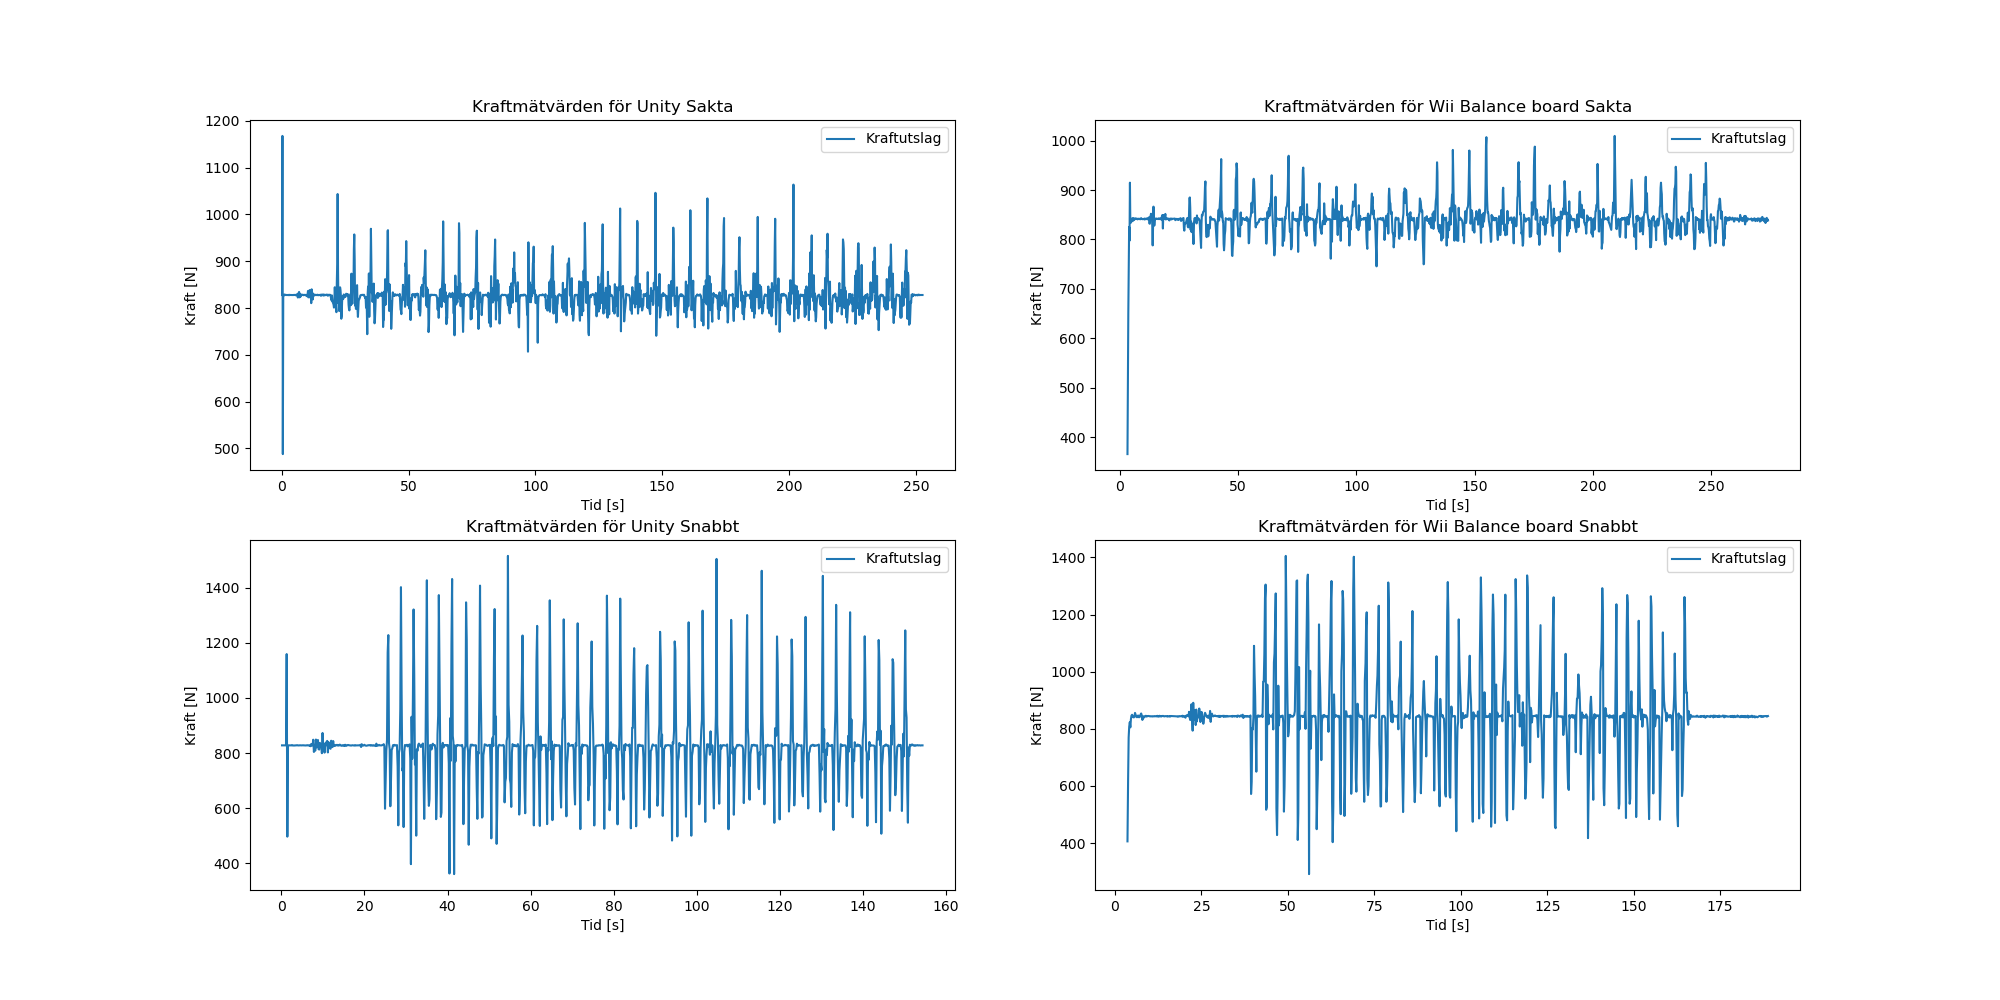 Kraftmätvärden för Unity Sakta
Kraft [N]
1200
1100
1000
900
800
700
600
500
Kraftutslag
0 50 100 150 200 250
Tid [s]
Kraftmätvärden för Wii Balance board Sakta
Kraft [N]
1000
900
800
700
600
500
400
Kraftutslag
0 50 100 150 200 250
Tid [s]
Kraftmätvärden för Unity Snabbt
Kraft [N]
1400
1200
1000
800
600
400
Kraftutslag
0 20 40 60 80 100 120 140 160
Tid [s]
Kraftmätvärden för Wii Balance board Snabbt
Kraft [N]
1400
1200
1000
800
600
400
Kraftutslag
0 25 50 75 100 125 150 175
Tid [s]